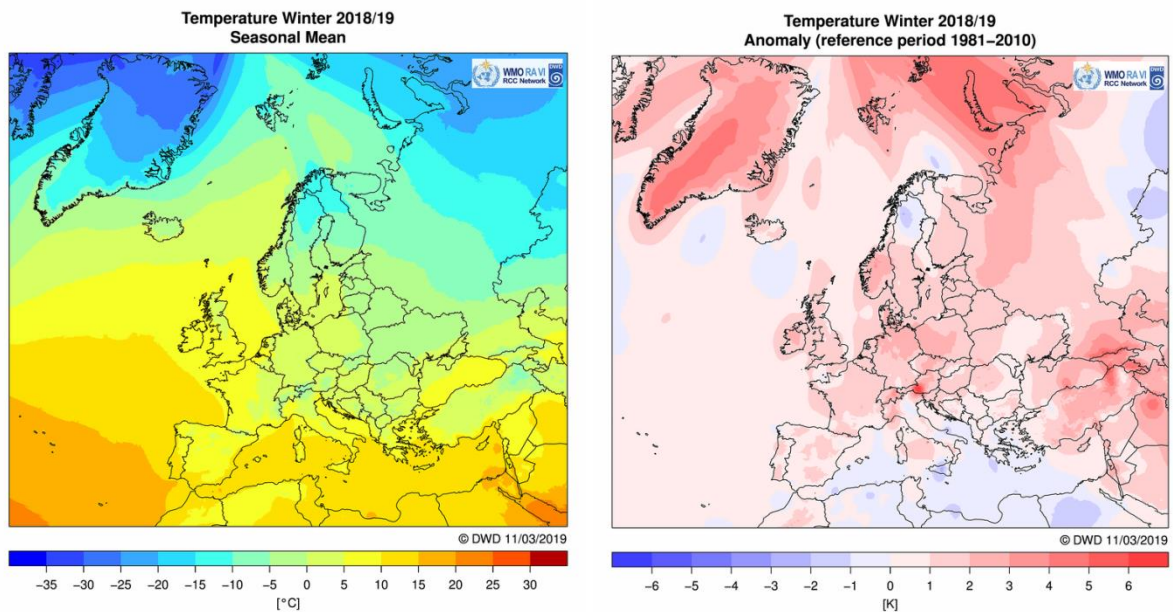 Temperature Winter 2018/19
Seasonal Mean
WMO RA VI
RCC Network
DWD
© DWD 11/03/2019
−35 −30 −25 −20 −15 −10 −5 0 5 10 15 20 25 30
[°C]
Temperature Winter 2018/19
Anomaly (reference period 1981−2010)
WMO RA VI
RCC Network
DWD
© DWD 11/03/2019
−6 −5 −4 −3 −2 −1 0 1 2 3 4 5 6
[K]